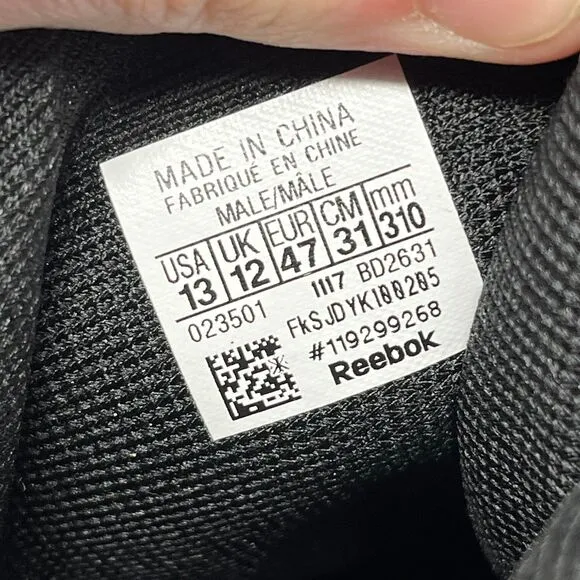 MADE IN CHINA
FABRIQUÉ EN CHINE
MALE/MÂLE
USA UK EUR CM mm
13 12 47 31 310
023501 1117 BD2631
FkSJDYK100205
#119299268
Reebok